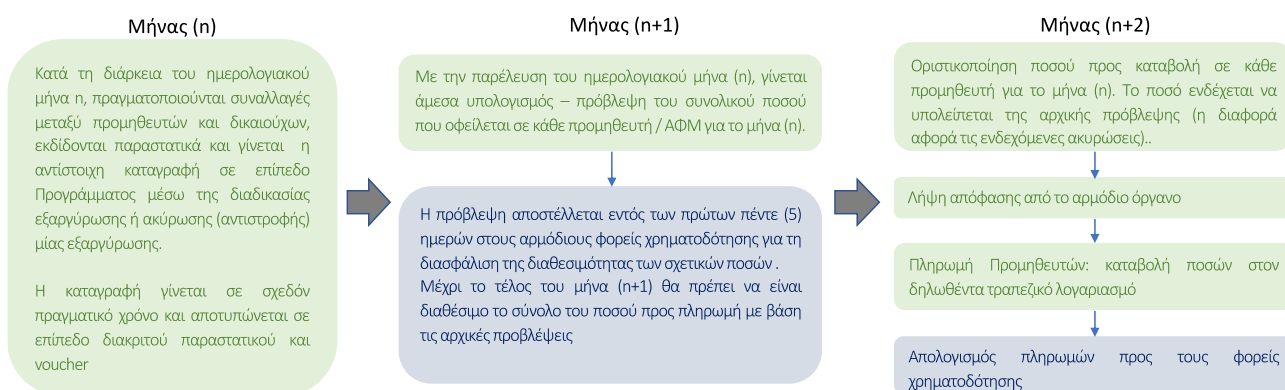 Μήνας (n)
Κατά τη διάρκεια του ημερολογιακού
μήνα n, πραγματοποιούνται συναλλαγές
μεταξύ προμηθευτών και δικαιούχων,
εκδίδονται παραστατικά και γίνεται η
αντίστοιχη καταγραφή σε επίπεδο
Προγράμματος μέσω της διαδικασίας
εξαργύρωσης ή ακύρωσης (αντιστροφής)
μίας εξαργύρωσης.
Η καταγραφή γίνεται σε σχεδόν
πραγματικό χρόνο και αποτυπώνεται σε
επίπεδο διακριτού παραστατικού και
voucher
Μήνας (n+1)
Με την παρέλευση του ημερολογιακού μήνα (n), γίνεται
άμεσα υπολογισμός – πρόβλεψη του συνολικού ποσού
που οφείλεται σε κάθε προμηθευτή / ΑΦΜ για το μήνα (n).
Η πρόβλεψη αποστέλλεται εντός των πρώτων πέντε (5)
ημερών στους αρμόδιους φορείς χρηματοδότησης για τη
διασφάλιση της διαθεσιμότητας των σχετικών ποσών .
Μέχρι το τέλος του μήνα (n+1) θα πρέπει να είναι
διαθέσιμο το σύνολο του ποσού προς πληρωμή με βάση
τις αρχικές προβλέψεις
Μήνας (n+2)
Οριστικοποίηση ποσού προς καταβολή σε κάθε
προμηθευτή για το μήνα (n). Το ποσό ενδέχεται να
υπολείπεται της αρχικής πρόβλεψης (η διαφορά
αφορά τις ενδεχόμενες ακυρώσεις)..
Λήψη απόφασης από το αρμόδιο όργανο
Πληρωμή Προμηθευτών: καταβολή ποσών στον
δηλωθέντα τραπεζικό λογαριασμό
Απολογισμός πληρωμών προς τους φορείς
χρηματοδότησης